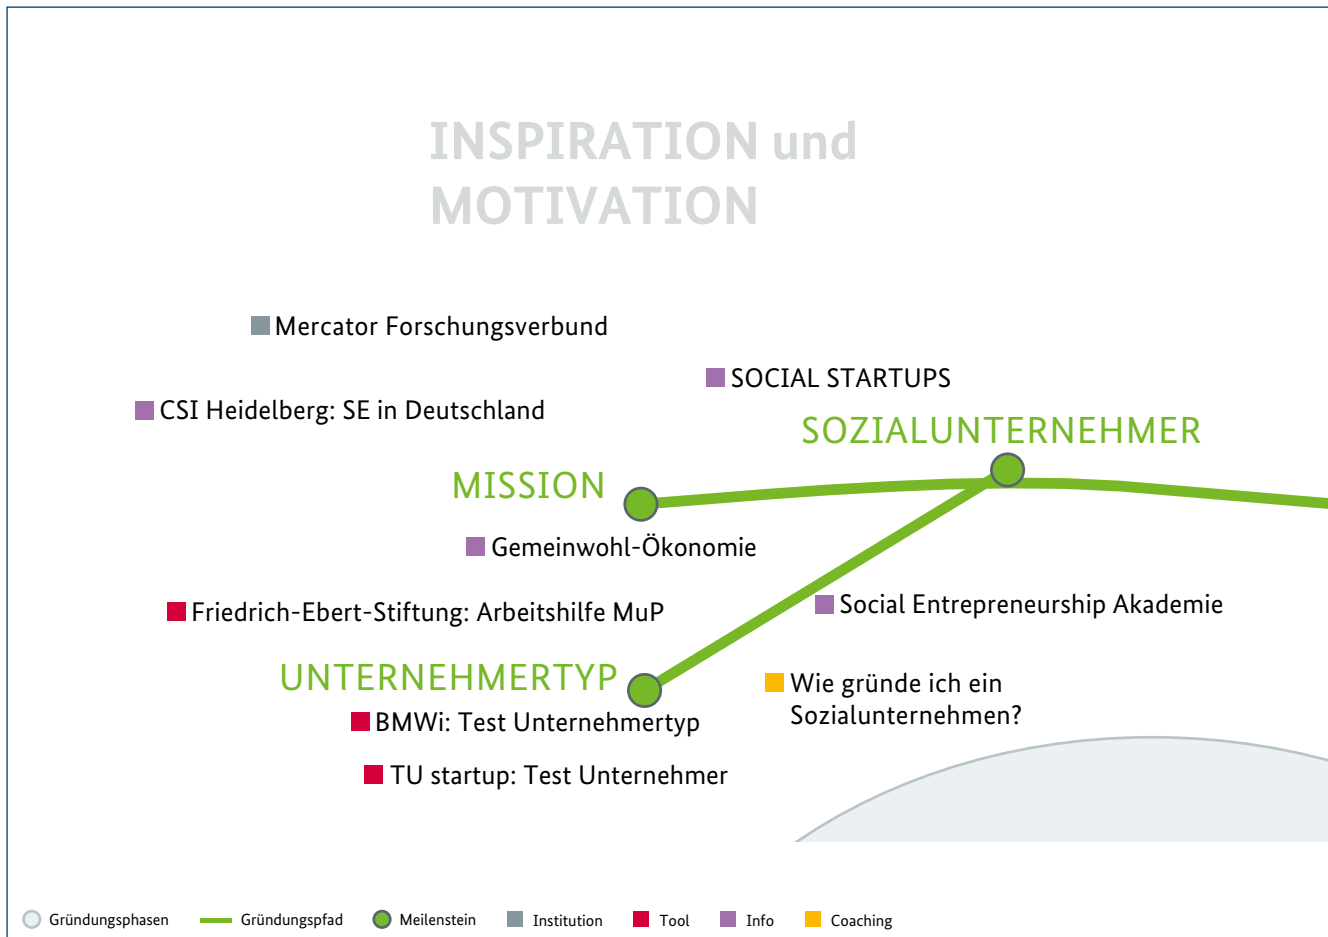 INSPIRATION und
MOTIVATION
Mercator Forschungsverbund
SOCIAL STARTUPS
CSI Heidelberg: SE in Deutschland
SOZIALUNTERNEHMER
MISSION
Gemeinwohl-Ökonomie
Friedrich-Ebert-Stiftung: Arbeitshilfe MuP
Social Entrepreneurship Akademie
UNTERNEHMERTYP
Wie gründe ich ein
Sozialunternehmen?
BMWi: Test Unternehmertyp
TU startup: Test Unternehmer
Gründungsphasen
Gründungspfad
Meilenstein
Institution
Tool
Info
Coaching